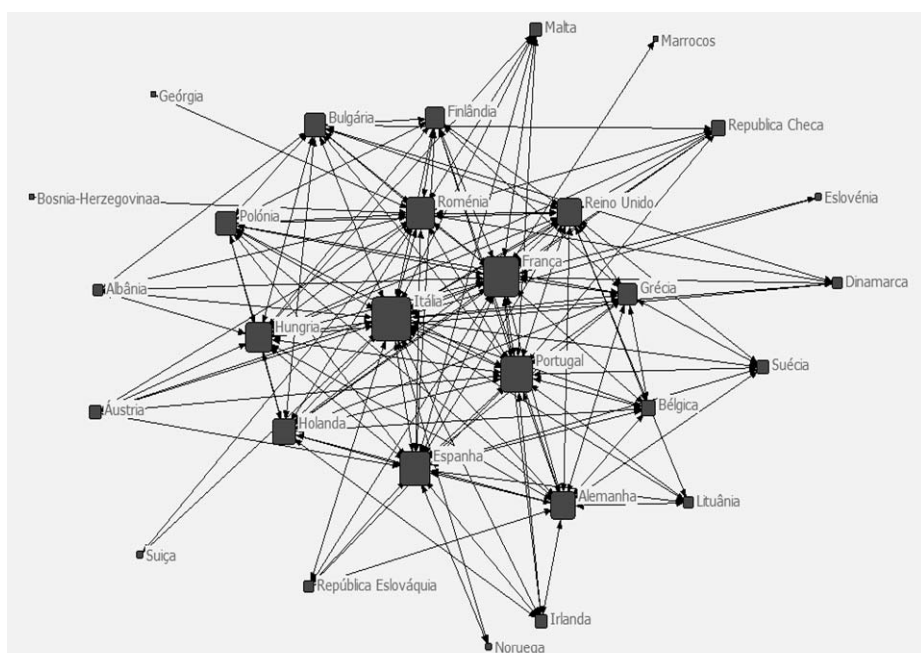 Malta
Marrocos
Geórgia
Bulgária
Finlândia
Republica Checa
Bosnia-Herzegovinaa
Polónia
Roménia
Reino Unido
Eslovénia
França
Albânia
Itália
Grécia
Dinamarca
Hungria
Portugal
Suécia
Áustria
Holanda
Bélgica
Espanha
Alemanha
Lituânia
Suiça
República Eslováquia
Irlanda
Noruega